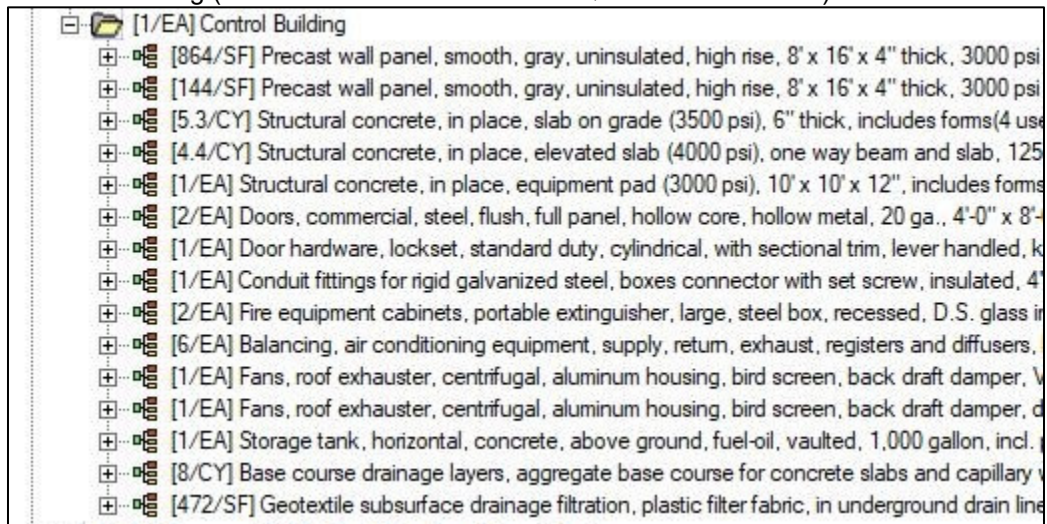 [1/EA] Control Building
[864/SF] Precast wall panel, smooth, gray, uninsulated, high rise, 8' x 16' x 4" thick, 3000 psi
[144/SF] Precast wall panel, smooth, gray, uninsulated, high rise, 8' x 16' x 4" thick, 3000 psi
[5.3/CY] Structural concrete, in place, slab on grade (3500 psi), 6" thick, includes forms(4 use
[4.4/CY] Structural concrete, in place, elevated slab (4000 psi), one way beam and slab, 125
[1/EA] Structural concrete, in place, equipment pad (3000 psi), 10' x 10' x 12", includes forms
[2/EA] Doors, commercial, steel, flush, full panel, hollow core, hollow metal, 20 ga., 4'-0" x 8'-
[1/EA] Door hardware, lockset, standard duty, cylindrical, with sectional trim, lever handled, k
[1/EA] Conduit fittings for rigid galvanized steel, boxes connector with set screw, insulated, 4"
[2/EA] Fire equipment cabinets, portable extinguisher, large, steel box, recessed, D.S. glass i
[6/EA] Balancing, air conditioning equipment, supply, return, exhaust, registers and diffusers,
[1/EA] Fans, roof exhauster, centrifugal, aluminum housing, bird screen, back draft damper, V
[1/EA] Fans, roof exhauster, centrifugal, aluminum housing, bird screen, back draft damper, d
[1/EA] Storage tank, horizontal, concrete, above ground, fuel-oil, vaulted, 1,000 gallon, incl.
[8/CY] Base course drainage layers, aggregate base course for concrete slabs and capillary
[472/SF] Geotextile subsurface drainage filtration, plastic filter fabric, in underground drain line